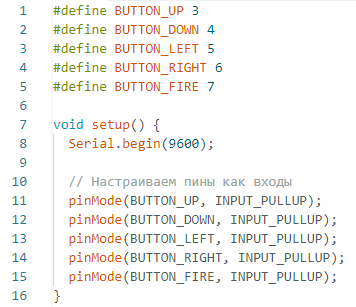 1 #define BUTTON_UP 3
2 #define BUTTON_DOWN 4
3 #define BUTTON_LEFT 5
4 #define BUTTON_RIGHT 6
5 #define BUTTON_FIRE 7
6
7 void setup() {
8 Serial.begin(9600);
9
10 // Настраиваем пины как входы
11 pinMode(BUTTON_UP, INPUT_PULLUP);
12 pinMode(BUTTON_DOWN, INPUT_PULLUP);
13 pinMode(BUTTON_LEFT, INPUT_PULLUP);
14 pinMode(BUTTON_RIGHT, INPUT_PULLUP);
15 pinMode(BUTTON_FIRE, INPUT_PULLUP);
16 }